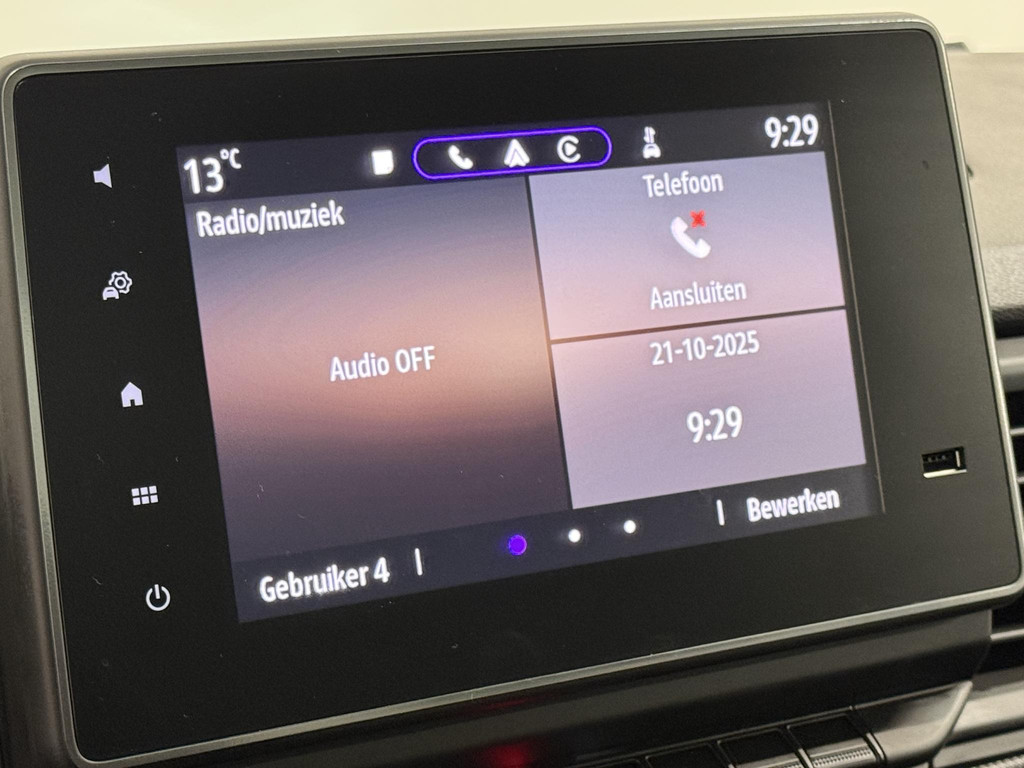 13°C
9:29
Radio/muziek
Telefoon
Aansluiten
Audio OFF
21-10-2025
9:29
Gebruiker 4
Bewerken